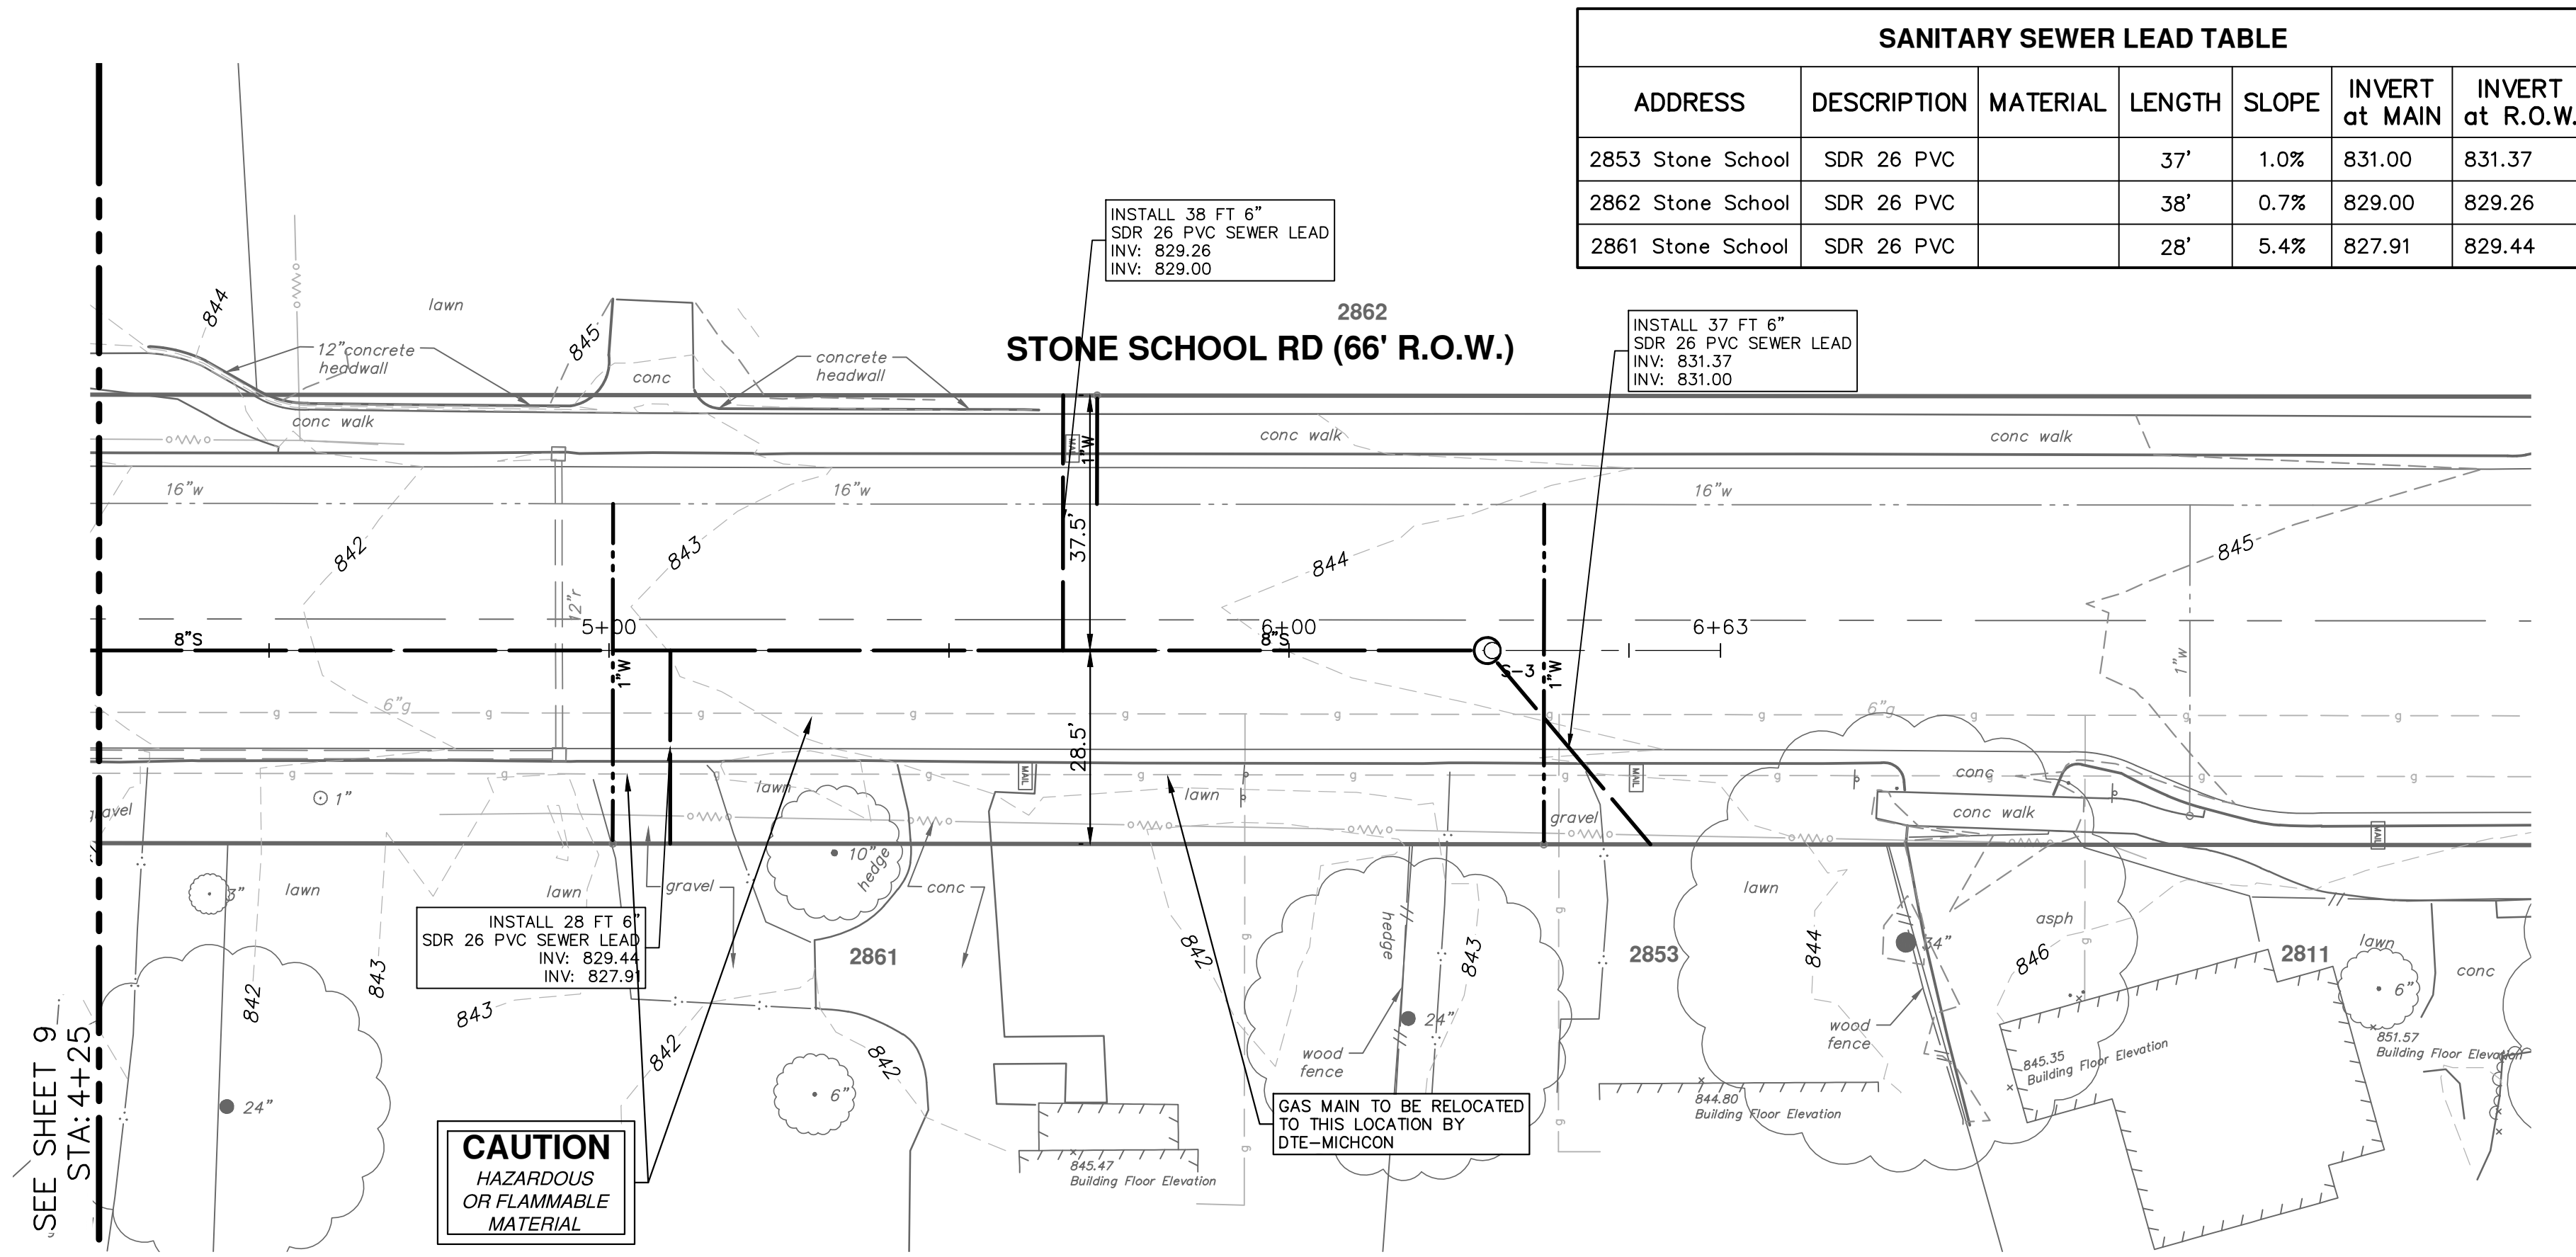 SANITARY SEWER LEAD TABLE
ADDRESS DESCRIPTION MATERIAL LENGTH SLOPE INVERT at MAIN INVERT at R.O.W.
2853 Stone School SDR 26 PVC 37' 1.0% 831.00 831.37
2862 Stone School SDR 26 PVC 38' 0.7% 829.00 829.26
2861 Stone School SDR 26 PVC 28' 5.4% 827.91 829.44
INSTALL 38 FT 6"
SDR 26 PVC SEWER LEAD
INV: 829.26
INV: 829.00
2862
STONE SCHOOL RD (66' R.O.W.)
INSTALL 37 FT 6"
SDR 26 PVC SEWER LEAD
INV: 831.37
INV: 831.00
844
lawn
845
12"concrete
headwall
conc
concrete
headwall
conc walk
conc walk
conc walk
1"W
16"w
16"w
16"w
842
843
37.5'
844
845
12"r
5+00
6+00
6+63
8"S
8"S
S-3
1"W
1"W
1"w
6"g
g g g g g g g g g
6"g
28.5'
g g g g g g g g g
MAIL
MAIL
MAIL
1"
lawn
lawn
gravel
conc
conc walk
10"
hedge
3"
lawn
lawn
gravel
conc
lawn
asph
lawn
conc
INSTALL 28 FT 6"
SDR 26 PVC SEWER LEAD
INV: 829.44
INV: 827.91
2861
2853
2811
842
843
843
842
842
842
hedge
843
844
34"
846
6"
24"
24"
6"
wood
fence
wood
fence
845.35
Building Floor Elevation
851.57
Building Floor Elevation
844.80
Building Floor Elevation
845.47
Building Floor Elevation
GAS MAIN TO BE RELOCATED
TO THIS LOCATION BY
DTE-MICHCON
CAUTION
HAZARDOUS
OR FLAMMABLE
MATERIAL
SEE SHEET 9
STA: 4+25